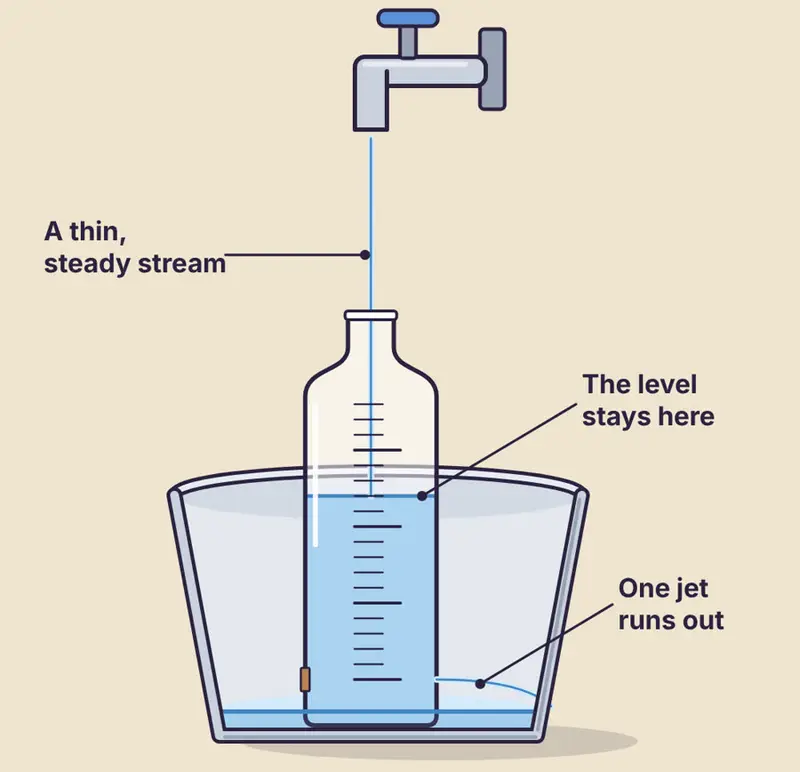 A thin,
steady stream
The level
stays here
One jet
runs out